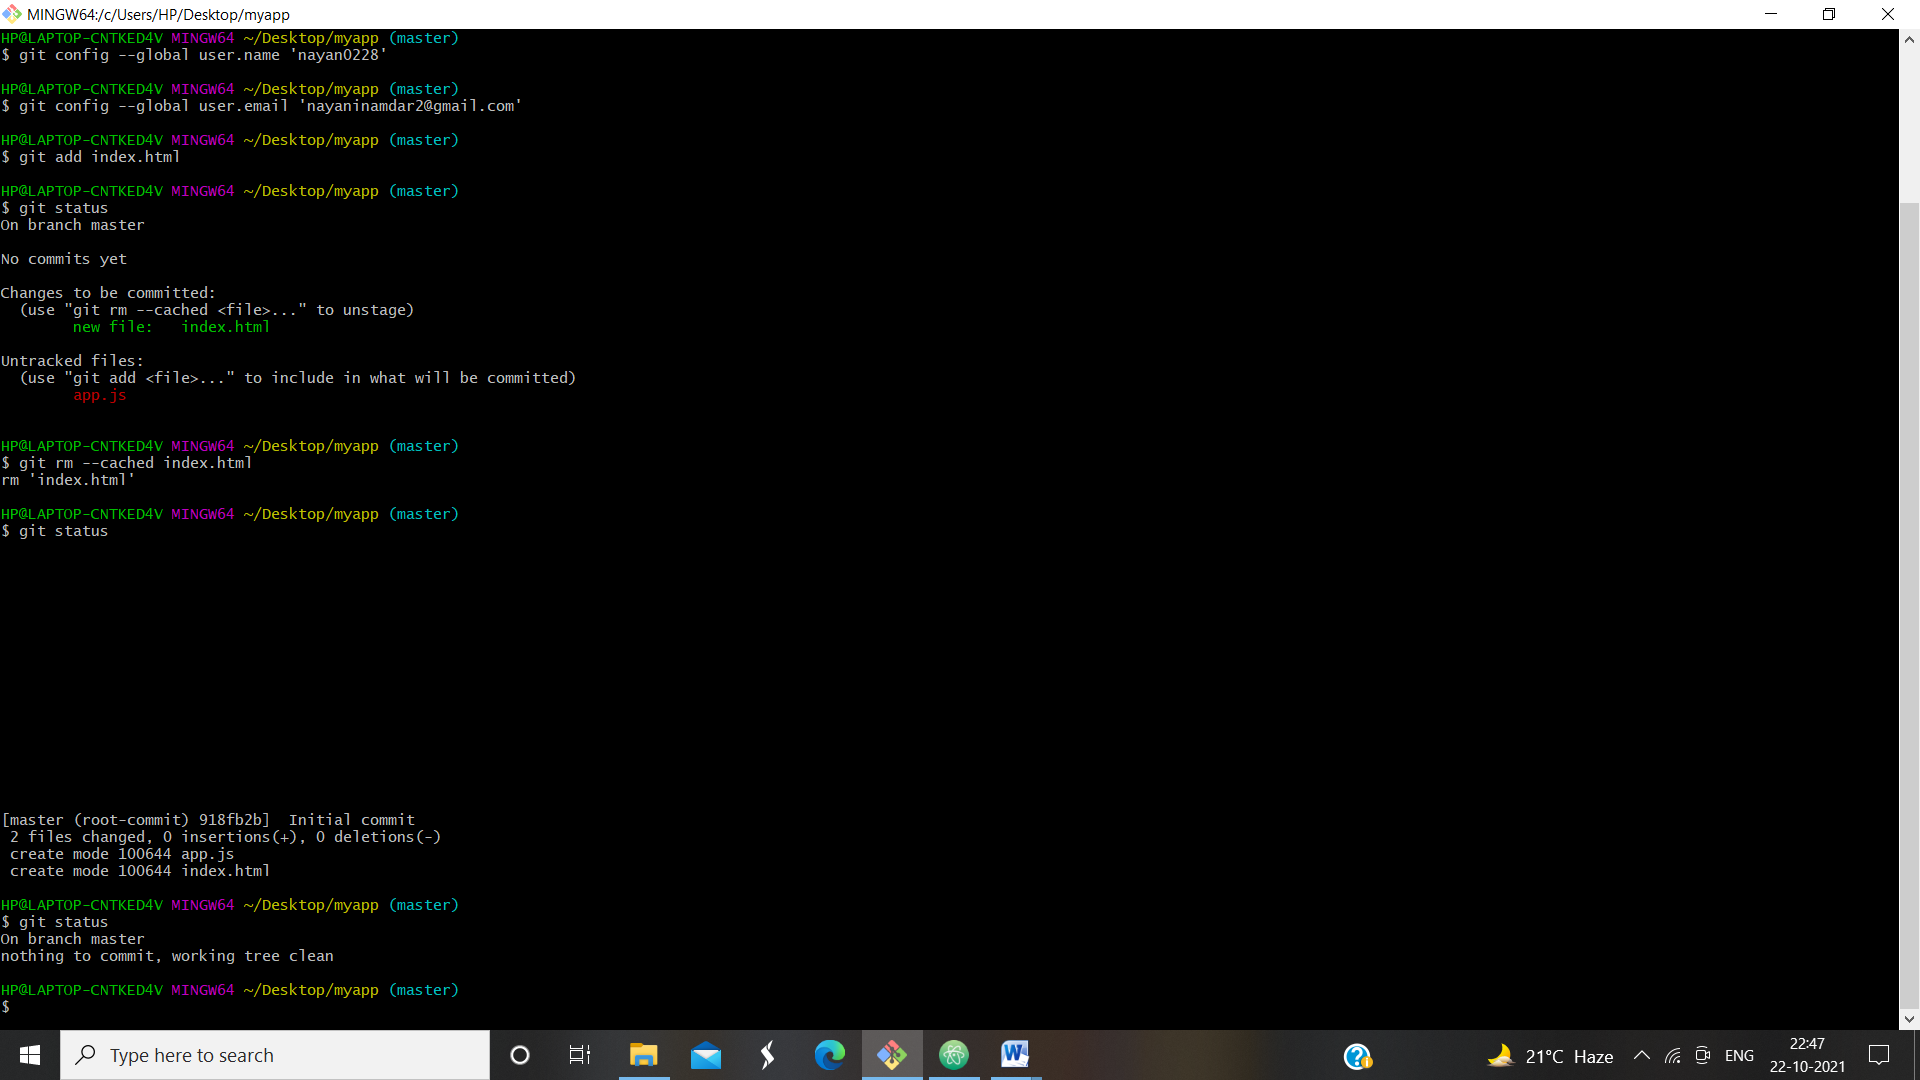 MINGW64:/c/Users/HP/Desktop/myapp
HP@LAPTOP-CNTKED4V MINGW64 ~/Desktop/myapp (master)
$ git config --global user.name 'nayan0228'
HP@LAPTOP-CNTKED4V MINGW64 ~/Desktop/myapp (master)
$ git config --global user.email 'nayaninamdar2@gmail.com'
HP@LAPTOP-CNTKED4V MINGW64 ~/Desktop/myapp (master)
$ git add index.html
HP@LAPTOP-CNTKED4V MINGW64 ~/Desktop/myapp (master)
$ git status
On branch master
No commits yet
Changes to be committed:
  (use "git rm --cached <file>..." to unstage)
        new file:   index.html
Untracked files:
  (use "git add <file>..." to include in what will be committed)
        app.js
HP@LAPTOP-CNTKED4V MINGW64 ~/Desktop/myapp (master)
$ git rm --cached index.html
rm 'index.html'
HP@LAPTOP-CNTKED4V MINGW64 ~/Desktop/myapp (master)
$ git status
[master (root-commit) 918fb2b]  Initial commit
 2 files changed, 0 insertions(+), 0 deletions(-)
 create mode 100644 app.js
 create mode 100644 index.html
HP@LAPTOP-CNTKED4V MINGW64 ~/Desktop/myapp (master)
$ git status
On branch master
nothing to commit, working tree clean
HP@LAPTOP-CNTKED4V MINGW64 ~/Desktop/myapp (master)
$
Type here to search
21°C Haze
ENG
22:47
22-10-2021